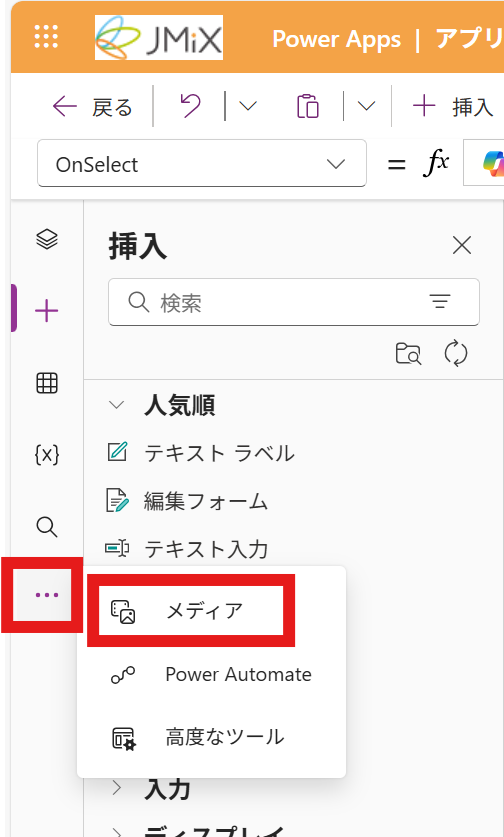 JMiX
Power Apps | アプリ
戻る
挿入
OnSelect
= fx
挿入
検索
人気順
テキスト ラベル
編集フォーム
テキスト入力
メディア
Power Automate
高度なツール
入力
ディスプレイ